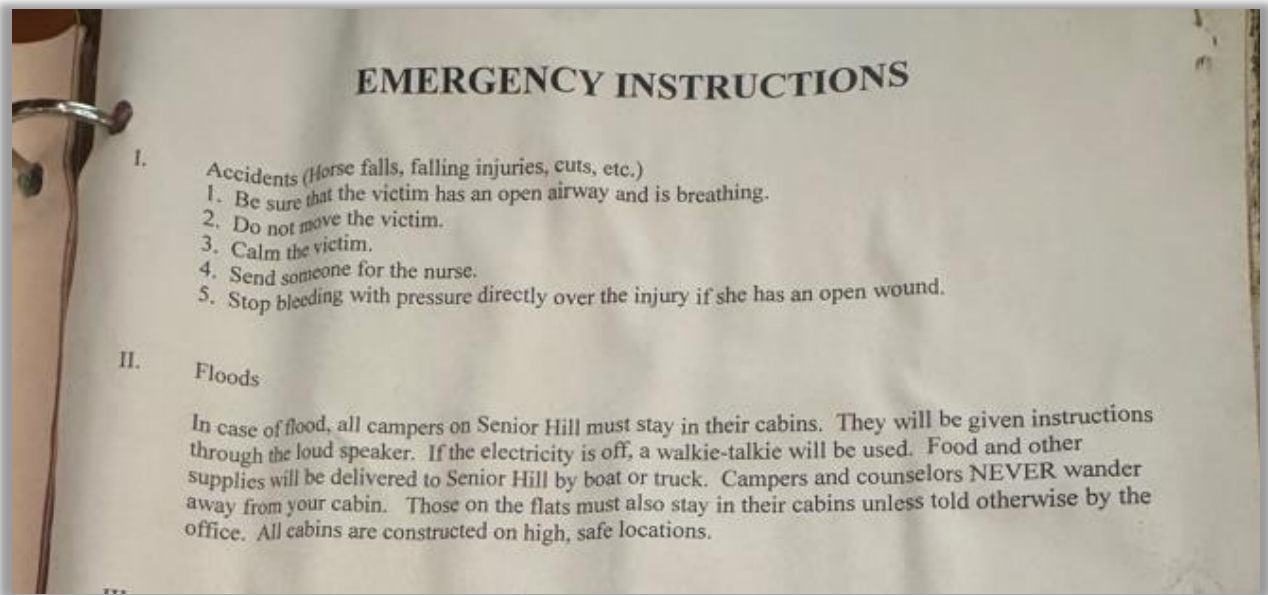 EMERGENCY INSTRUCTIONS
I. Accidents (Horse falls, falling injuries, cuts, etc.)
1. Be sure that the victim has an open airway and is breathing.
2. Do not move the victim.
3. Calm the victim.
4. Send someone for the nurse.
5. Stop bleeding with pressure directly over the injury if she has an open wound.
II. Floods
In case of flood, all campers on Senior Hill must stay in their cabins. They will be given instructions
through the loud speaker. If the electricity is off, a walkie-talkie will be used. Food and other
supplies will be delivered to Senior Hill by boat or truck. Campers and counselors NEVER wander
away from your cabin. Those on the flats must also stay in their cabins unless told otherwise by the
office. All cabins are constructed on high, safe locations.